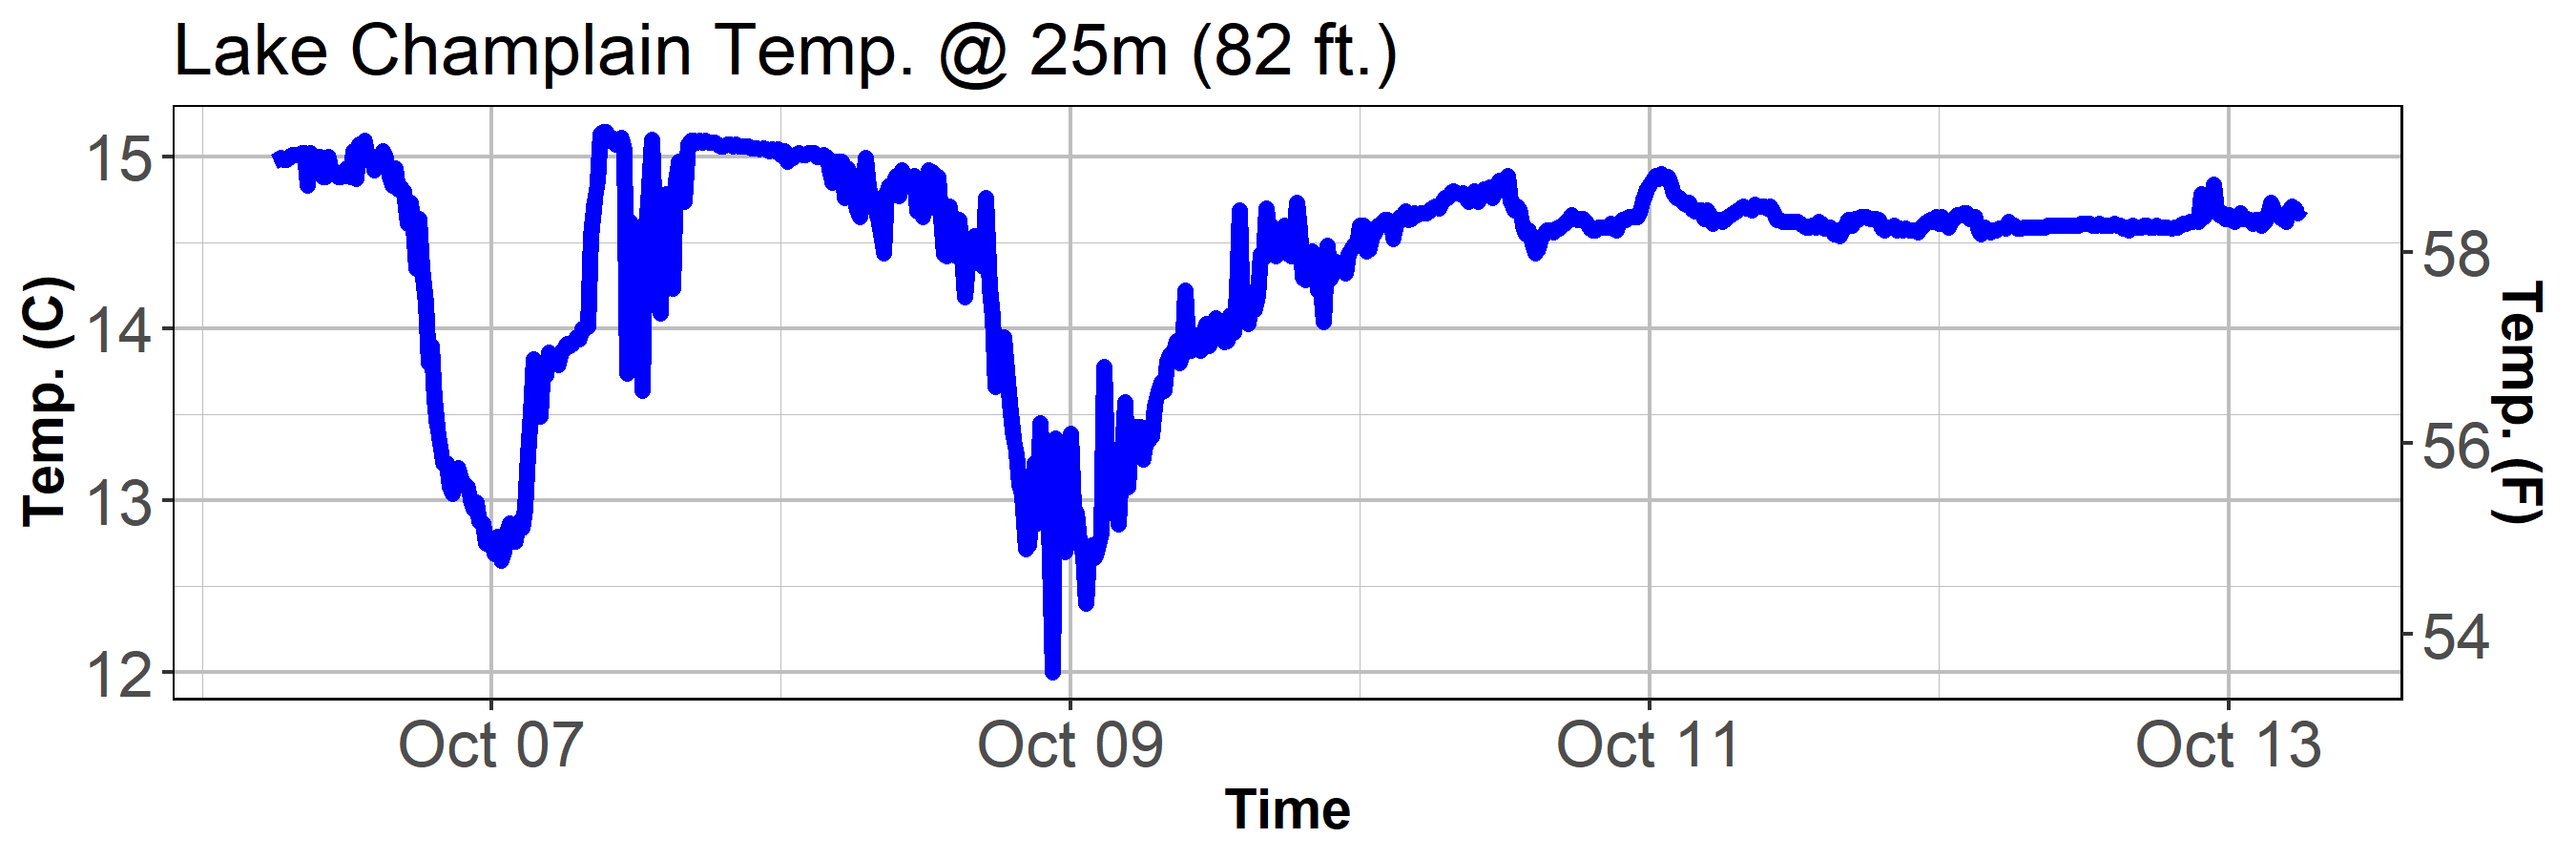 Lake Champlain Temp. @ 25m (82 ft.)
Temp. (C)
15
14
13
12
58
56
54
Temp. (F)
Oct 07 Oct 09 Oct 11 Oct 13
Time